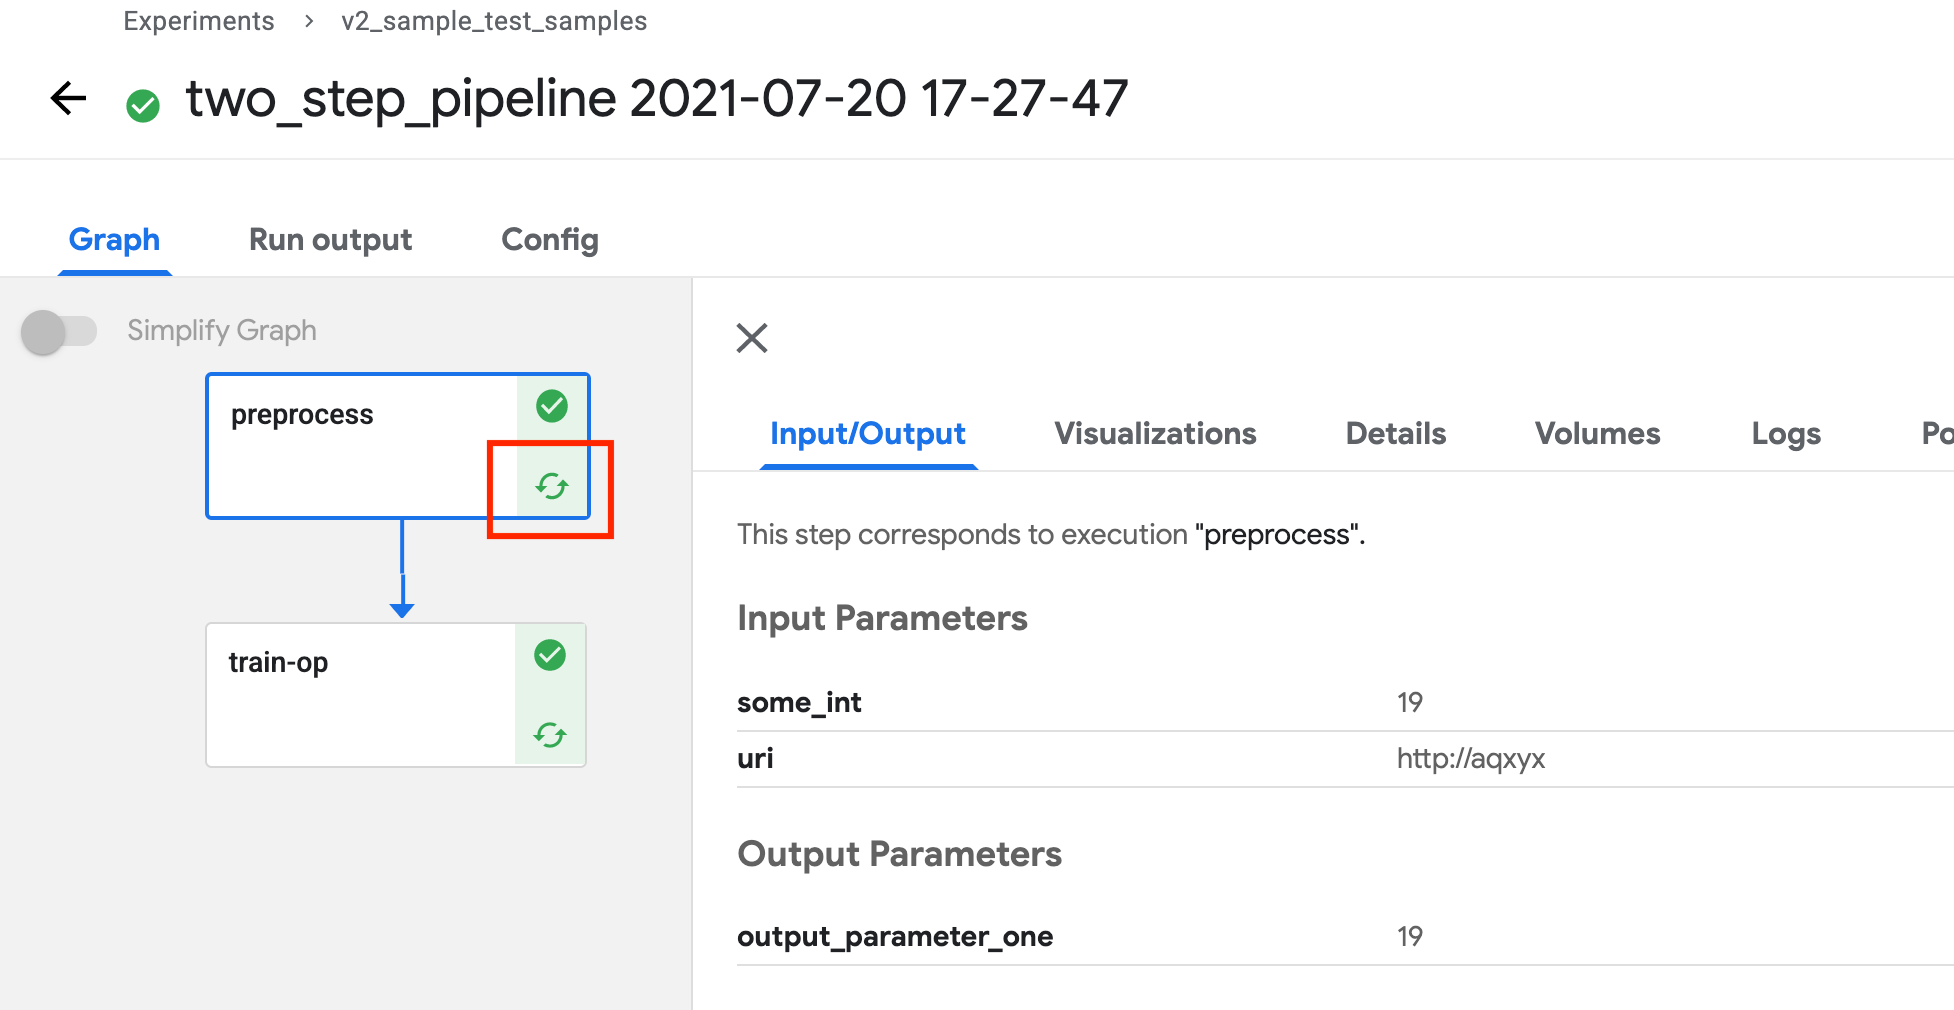 Experiments > v2_sample_test_samples
two_step_pipeline 2021-07-20 17-27-47
Graph Run output Config
Simplify Graph
preprocess
train-op
Input/Output Visualizations Details Volumes Logs Po
This step corresponds to execution "preprocess".
Input Parameters
some_int 19
uri http://aqxyx
Output Parameters
output_parameter_one 19